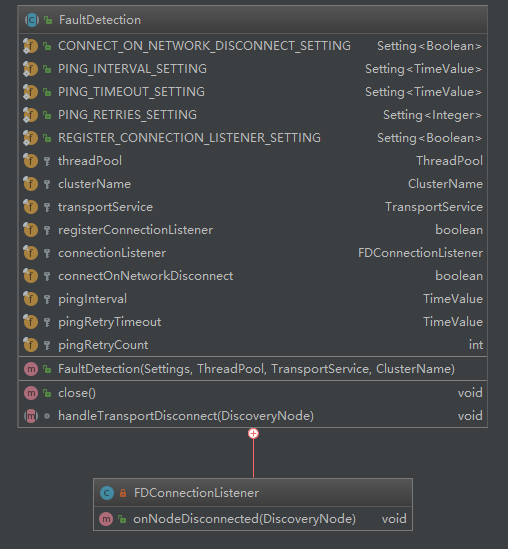 FaultDetection
CONNECT_ON_NETWORK_DISCONNECT_SETTING Setting<Boolean>
PING_INTERVAL_SETTING Setting<TimeValue>
PING_TIMEOUT_SETTING Setting<TimeValue>
PING_RETRIES_SETTING Setting<Integer>
REGISTER_CONNECTION_LISTENER_SETTING Setting<Boolean>
threadPool ThreadPool
clusterName ClusterName
transportService TransportService
registerConnectionListener boolean
connectionListener FDConnectionListener
connectOnNetworkDisconnect boolean
pingInterval TimeValue
pingRetryTimeout TimeValue
pingRetryCount int
FaultDetection(Settings, ThreadPool, TransportService, ClusterName)
close() void
handleTransportDisconnect(DiscoveryNode) void
FDConnectionListener
onNodeDisconnected(DiscoveryNode) void